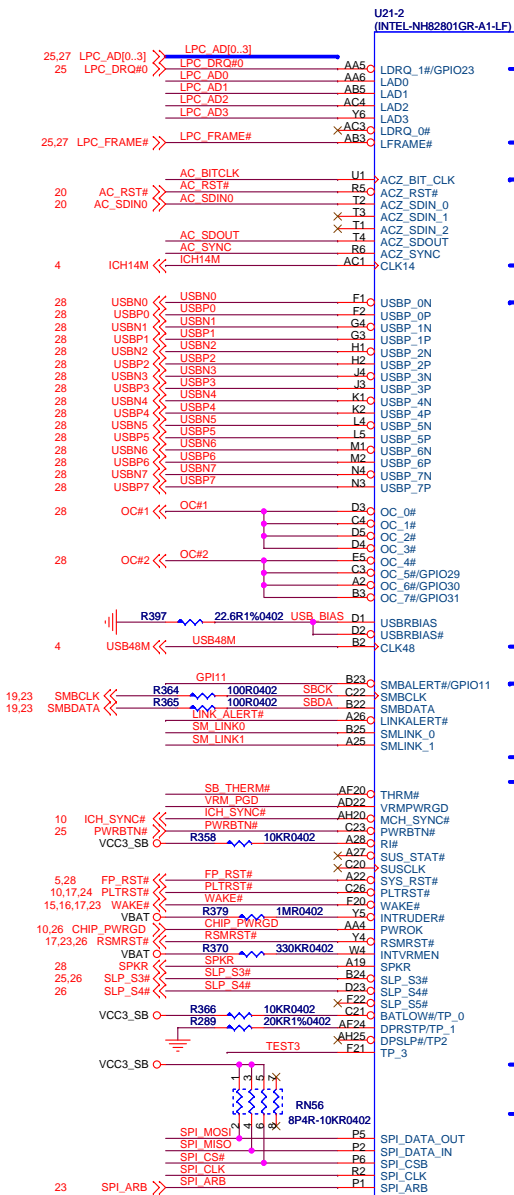 U21-2
(INTEL-NH82801GR-A1-LF)
25,27 LPC_AD[0..3] LPC_AD[0..3]
25 LPC_DRQ#0 LPC_DRQ#0 AA5 LDRQ_1#/GPIO23
LPC_AD0 AA6 LAD0
LPC_AD1 AB5 LAD1
LPC_AD2 AC4 LAD2
LPC_AD3 Y6 LAD3
AC3 LDRQ_0#
25,27 LPC_FRAME# LPC_FRAME# AB3 LFRAME#
AC_BITCLK U1 ACZ_BIT_CLK
20 AC_RST# AC_RST# R5 ACZ_RST#
20 AC_SDIN0 AC_SDIN0 T2 ACZ_SDIN_0
T3 ACZ_SDIN_1
T1 ACZ_SDIN_2
AC_SDOUT T4 ACZ_SDOUT
AC_SYNC R6 ACZ_SYNC
4 ICH14M ICH14M AC1 CLK14
28 USBN0 USBN0 F1 USBP_0N
28 USBP0 USBP0 F2 USBP_0P
28 USBN1 USBN1 G4 USBP_1N
28 USBP1 USBP1 G3 USBP_1P
28 USBN2 USBN2 H1 USBP_2N
28 USBP2 USBP2 H2 USBP_2P
28 USBN3 USBN3 J4 USBP_3N
28 USBP3 USBP3 J3 USBP_3P
28 USBN4 USBN4 K1 USBP_4N
28 USBP4 USBP4 K2 USBP_4P
28 USBN5 USBN5 L4 USBP_5N
28 USBP5 USBP5 L5 USBP_5P
28 USBN6 USBN6 M1 USBP_6N
28 USBP6 USBP6 M2 USBP_6P
28 USBN7 USBN7 N4 USBP_7N
28 USBP7 USBP7 N3 USBP_7P
28 OC#1 OC#1 D3 OC_0#
C4 OC_1#
D5 OC_2#
D4 OC_3#
28 OC#2 OC#2 E5 OC_4#
C3 OC_5#/GPIO29
A2 OC_6#/GPIO30
B3 OC_7#/GPIO31
R397 22.6R1%0402 USB_BIAS D1 USBRBIAS
D2 USBRBIAS#
4 USB48M USB48M B2 CLK48
GPI11 B23 SMBALERT#/GPIO11
19,23 SMBCLK R364 100R0402 SBCK C22 SMBCLK
19,23 SMBDATA R365 100R0402 SBDA B22 SMBDATA
LINK_ALERT# A26 LINKALERT#
SM_LINK0 B25 SMLINK_0
SM_LINK1 A25 SMLINK_1
SB_THERM# AF20 THRM#
VRM_PGD AD22 VRMPWRGD
10 ICH_SYNC# ICH_SYNC# AH20 MCH_SYNC#
25 PWRBTN# PWRBTN# C23 PWRBTN#
VCC3_SB R358 10KR0402 A28 RI#
A27 SUS_STAT#
C20 SUSCLK
5,28 FP_RST# FP_RST# A22 SYS_RST#
10,17,24 PLTRST# PLTRST# C26 PLTRST#
15,16,17,23 WAKE# WAKE# F20 WAKE#
VBAT R379 1MR0402 Y5 INTRUDER#
10,26 CHIP_PWRGD CHIP_PWRGD AA4 PWROK
17,23,26 RSMRST# RSMRST# Y4 RSMRST#
VBAT R370 330KR0402 W4 INTVRMEN
28 SPKR SPKR A19 SPKR
25,26 SLP_S3# SLP_S3# B24 SLP_S3#
26 SLP_S4# SLP_S4# D23 SLP_S4#
F22 SLP_S5#
VCC3_SB R366 10KR0402 C21 BATLOW#/TP_0
R289 20KR1%0402 AF24 DPRSTP/TP_1
AH25 DPSLP#/TP2
TEST3 F21 TP_3
VCC3_SB
1 3 5 7
RN56
8P4R-10KR0402
2 4 6 8
SPI_MOSI P5 SPI_DATA_OUT
SPI_MISO P2 SPI_DATA_IN
SPI_CS# P6 SPI_CSB
SPI_CLK R2 SPI_CLK
23 SPI_ARB SPI_ARB P1 SPI_ARB